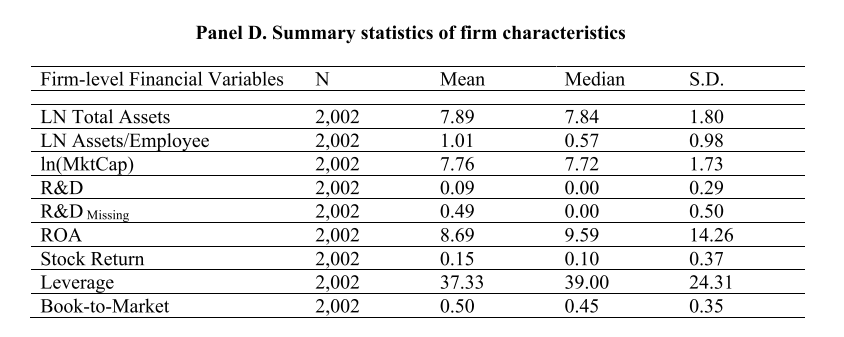 Panel D. Summary statistics of firm characteristics
Firm-level Financial Variables N Mean Median S.D.
LN Total Assets 2,002 7.89 7.84 1.80
LN Assets/Employee 2,002 1.01 0.57 0.98
ln(MktCap) 2,002 7.76 7.72 1.73
R&D 2,002 0.09 0.00 0.29
R&D Missing 2,002 0.49 0.00 0.50
ROA 2,002 8.69 9.59 14.26
Stock Return 2,002 0.15 0.10 0.37
Leverage 2,002 37.33 39.00 24.31
Book-to-Market 2,002 0.50 0.45 0.35